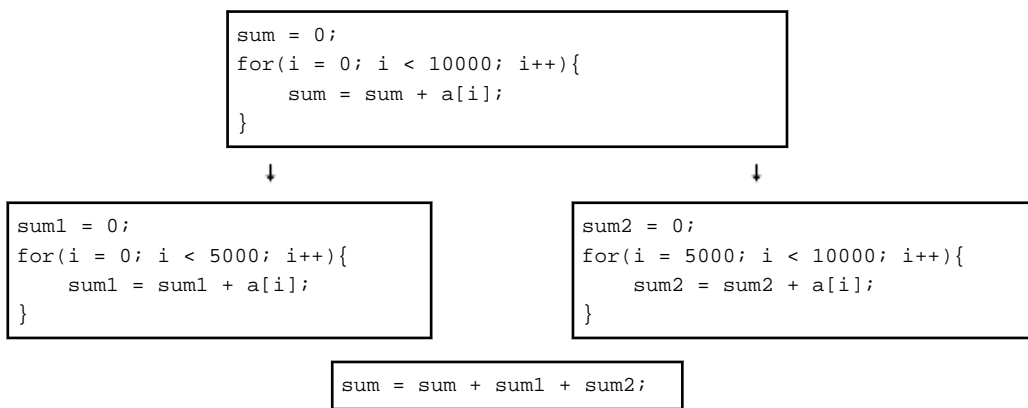 sum = 0;
for(i = 0; i < 10000; i++){
    sum = sum + a[i];
}
sum1 = 0;
for(i = 0; i < 5000; i++){
    sum1 = sum1 + a[i];
}
sum2 = 0;
for(i = 5000; i < 10000; i++){
    sum2 = sum2 + a[i];
}
sum = sum + sum1 + sum2;